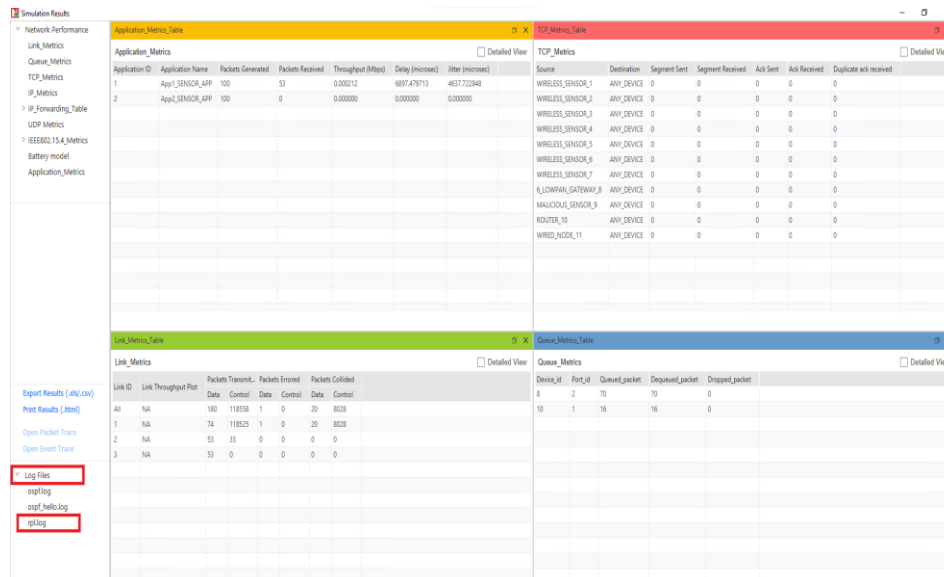 Simulation Results
Network Performance
Link_Metrics
Queue_Metrics
TCP_Metrics
IP_Metrics
IP_Forwarding_Table
UDP Metrics
IEEE802.15.4_Metrics
Battery model
Application_Metrics
Export Results (.xls/.csv)
Print Results (.html)
Open Packet Trace
Open Event Trace
Log Files
ospf.log
ospf_hello.log
rpl.log
Application_Metrics_Table
Application_Metrics Detailed View
Application ID Application Name Packets Generated Packets Received Throughput (Mbps) Delay (microsec) Jitter (microsec)
1 App1_SENSOR_APP 100 53 0.000212 6897.479713 4637.722848
2 App2_SENSOR_APP 100 0 0.000000 0.000000 0.000000
TCP_Metrics_Table
TCP_Metrics Detailed Vie
Source Destination Segment Sent Segment Received Ack Sent Ack Received Duplicate ack received
WIRELESS_SENSOR_1 ANY_DEVICE 0 0 0 0 0
WIRELESS_SENSOR_2 ANY_DEVICE 0 0 0 0 0
WIRELESS_SENSOR_3 ANY_DEVICE 0 0 0 0 0
WIRELESS_SENSOR_4 ANY_DEVICE 0 0 0 0 0
WIRELESS_SENSOR_5 ANY_DEVICE 0 0 0 0 0
WIRELESS_SENSOR_6 ANY_DEVICE 0 0 0 0 0
WIRELESS_SENSOR_7 ANY_DEVICE 0 0 0 0 0
6_LOWPAN_GATEWAY_8 ANY_DEVICE 0 0 0 0 0
MALICIOUS_SENSOR_9 ANY_DEVICE 0 0 0 0 0
ROUTER_10 ANY_DEVICE 0 0 0 0 0
WIRED_NODE_11 ANY_DEVICE 0 0 0 0 0
Link_Metrics_Table
Link_Metrics Detailed View
Link ID Link Throughput Plot Packets Transmit... Packets Errored Packets Collided
Data Control Data Control Data Control
All NA 180 118558 1 0 20 8028
1 NA 74 118525 1 0 20 8028
2 NA 53 33 0 0 0 0
3 NA 53 0 0 0 0 0
Queue_Metrics_Table
Queue_Metrics Detailed Vie
Device_id Port_id Queued_packet Dequeued_packet Dropped_packet
8 2 70 70 0
10 1 16 16 0